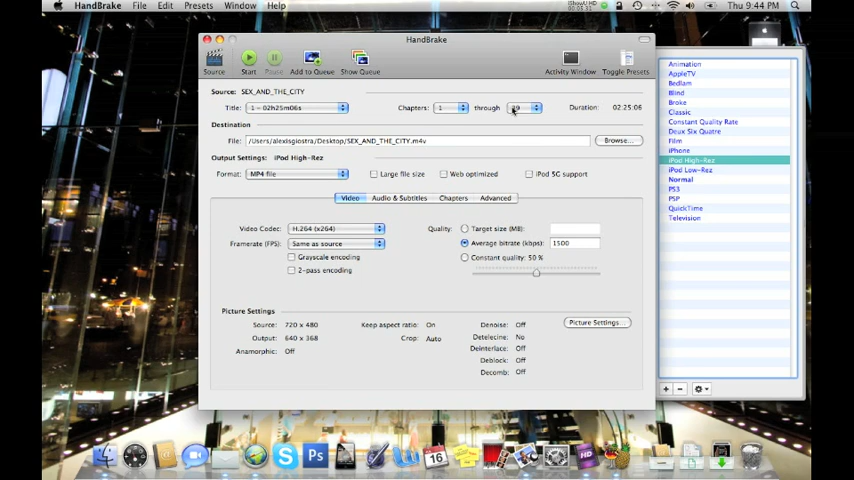 HandBrake File Edit Presets Window Help
Thu 9:44 PM
HandBrake
Source Start Pause Add to Queue Show Queue Activity Window Toggle Presets
Source: SEX_AND_THE_CITY
Title: 1 - 02h25m06s Chapters: 1 through 29 Duration: 02:25:06
Destination
File: /Users/alexisgiostra/Desktop/SEX_AND_THE_CITY.m4v Browse...
Output Settings: iPod High-Rez
Format: MP4 file Large file size Web optimized iPod 5G support
Video Audio & Subtitles Chapters Advanced
Video Codec: H.264 (x264) Quality: Target size (MB):
Framerate (FPS): Same as source Average bitrate (kbps): 1500
Grayscale encoding Constant quality: 50 %
2-pass encoding
Picture Settings
Picture Settings...
Source: 720 x 480 Keep aspect ratio: On Denoise: Off
Output: 640 x 368 Crop: Auto Detelecine: No
Anamorphic: Off Deinterlace: Off
Deblock: Off
Decomb: Off
Animation
AppleTV
Bedlam
Blind
Broke
Classic
Constant Quality Rate
Deux Six Quatre
Film
iPhone
iPod High-Rez
iPod Low-Rez
Normal
PS3
PSP
QuickTime
Television
Ps
16
HD